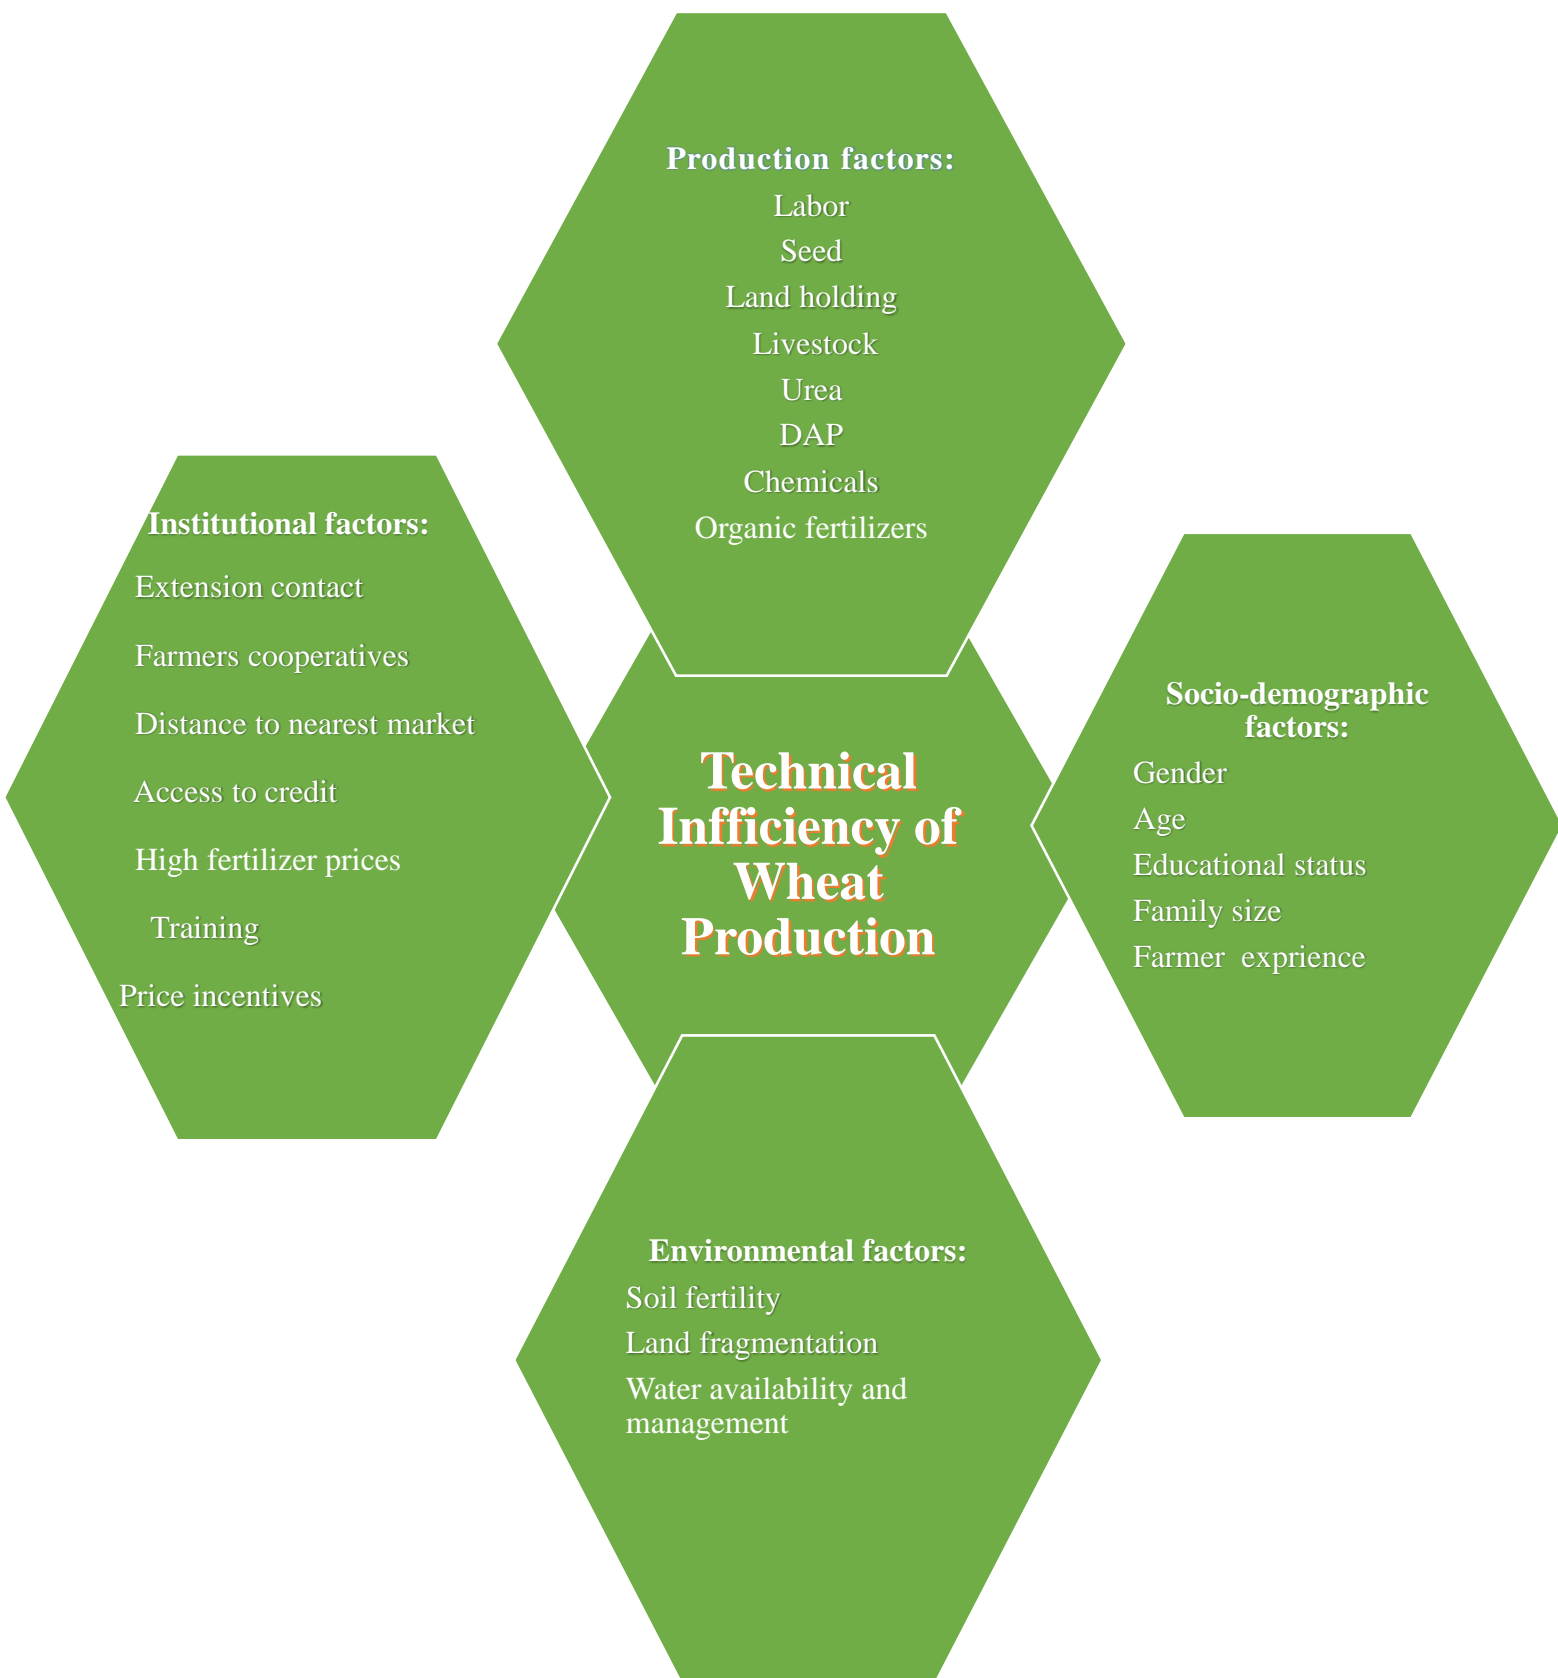 Production factors:
Labor
Seed
Land holding
Livestock
Urea
DAP
Chemicals
Organic fertilizers
Institutional factors:
Extension contact
Farmers cooperatives
Distance to nearest market
Access to credit
High fertilizer prices
Training
Price incentives
Technical
Infficiency of
Wheat
Production
Socio-demographic
factors:
Gender
Age
Educational status
Family size
Farmer exprience
Environmental factors:
Soil fertility
Land fragmentation
Water availability and
management